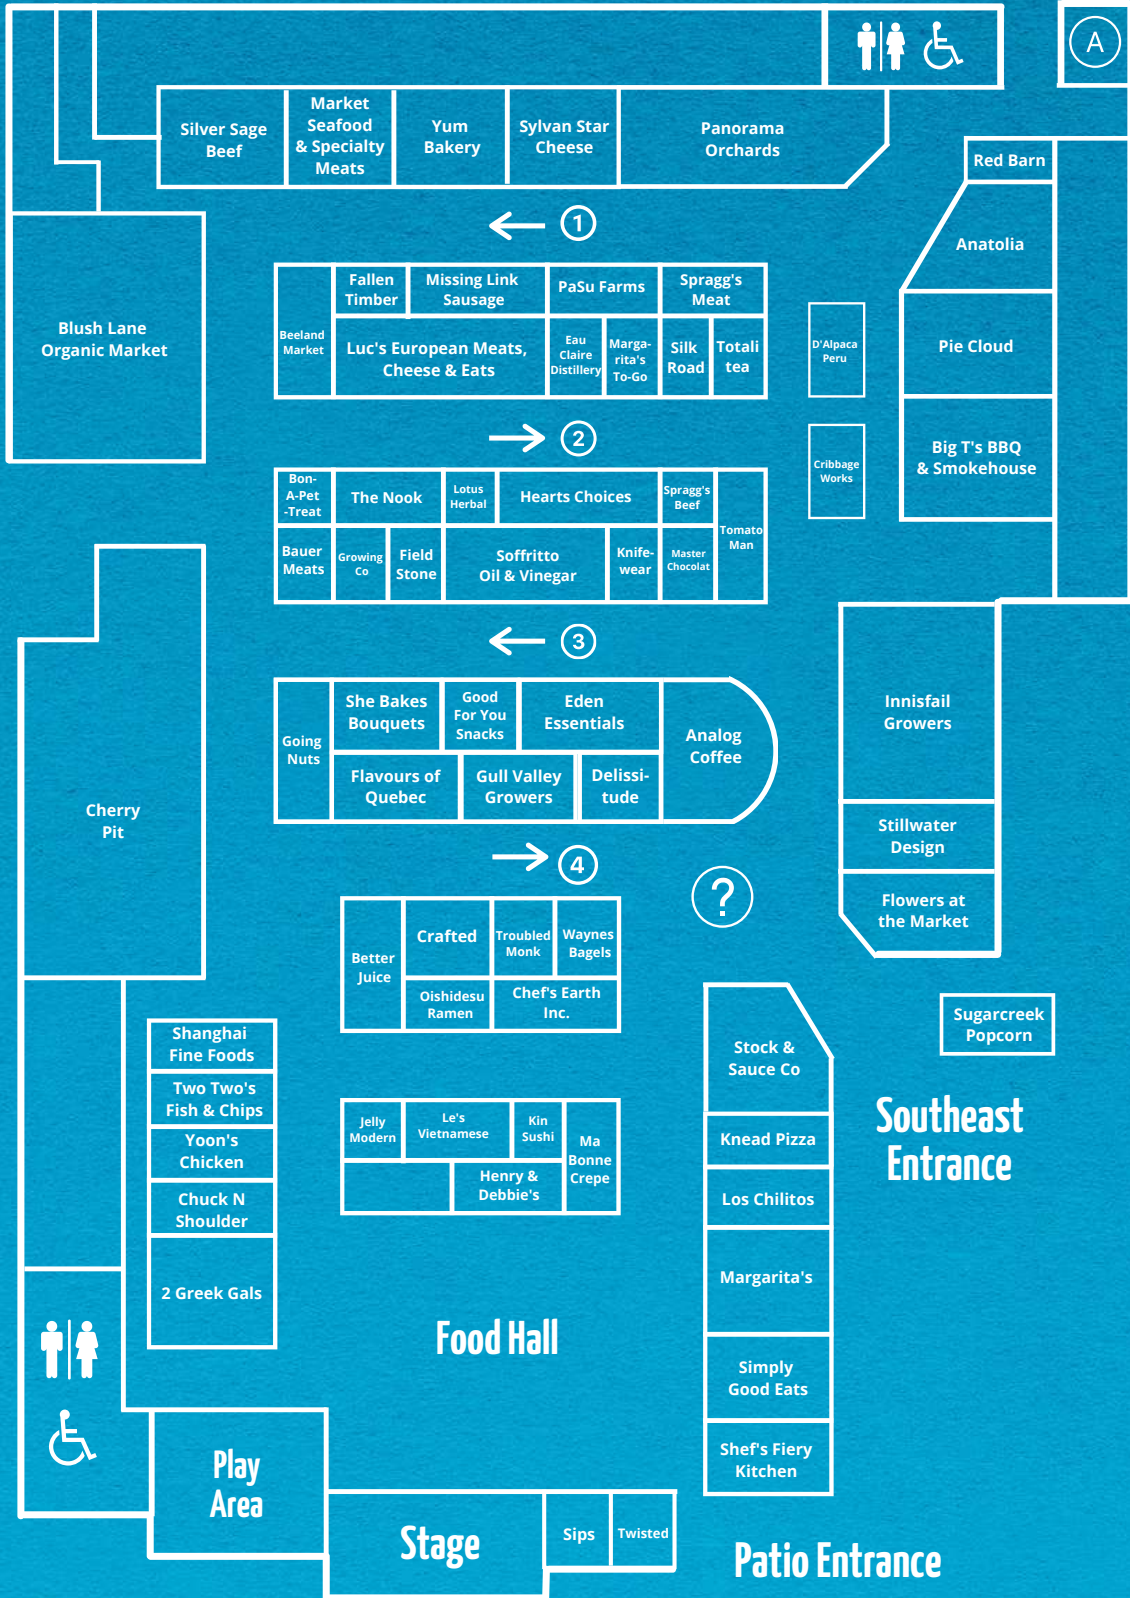 A
Silver Sage
Beef
Market
Seafood
& Specialty
Meats
Yum
Bakery
Sylvan Star
Cheese
Panorama
Orchards
Red Barn
Anatolia
Pie Cloud
Big T's BBQ
& Smokehouse
1
Blush Lane
Organic Market
Beeland
Market
Fallen
Timber
Missing Link
Sausage
PaSu Farms
Spragg's
Meat
Luc's European Meats,
Cheese & Eats
Eau
Claire
Distillery
Marga-
rita's
To-Go
Silk
Road
Totali
tea
D'Alpaca
Peru
Cribbage
Works
2
Bon-
A-Pet
-Treat
The Nook
Lotus
Herbal
Hearts Choices
Spragg's
Beef
Tomato
Man
Bauer
Meats
Growing
Co
Field
Stone
Soffritto
Oil & Vinegar
Knife-
wear
Master
Chocolat
3
Going
Nuts
She Bakes
Bouquets
Good
For You
Snacks
Eden
Essentials
Analog
Coffee
Flavours of
Quebec
Gull Valley
Growers
Delissi-
tude
Innisfail
Growers
Stillwater
Design
Flowers at
the Market
Cherry
Pit
4
?
Better
Juice
Crafted
Troubled
Monk
Waynes
Bagels
Oishidesu
Ramen
Chef's Earth
Inc.
Stock &
Sauce Co
Sugarcreek
Popcorn
Shanghai
Fine Foods
Two Two's
Fish & Chips
Yoon's
Chicken
Chuck N
Shoulder
2 Greek Gals
Jelly
Modern
Le's
Vietnamese
Kin
Sushi
Ma
Bonne
Crepe
Henry &
Debbie's
Southeast
Entrance
Knead Pizza
Los Chilitos
Margarita's
Simply
Good Eats
Shef's Fiery
Kitchen
Food Hall
Play
Area
Stage
Sips
Twisted
Patio Entrance